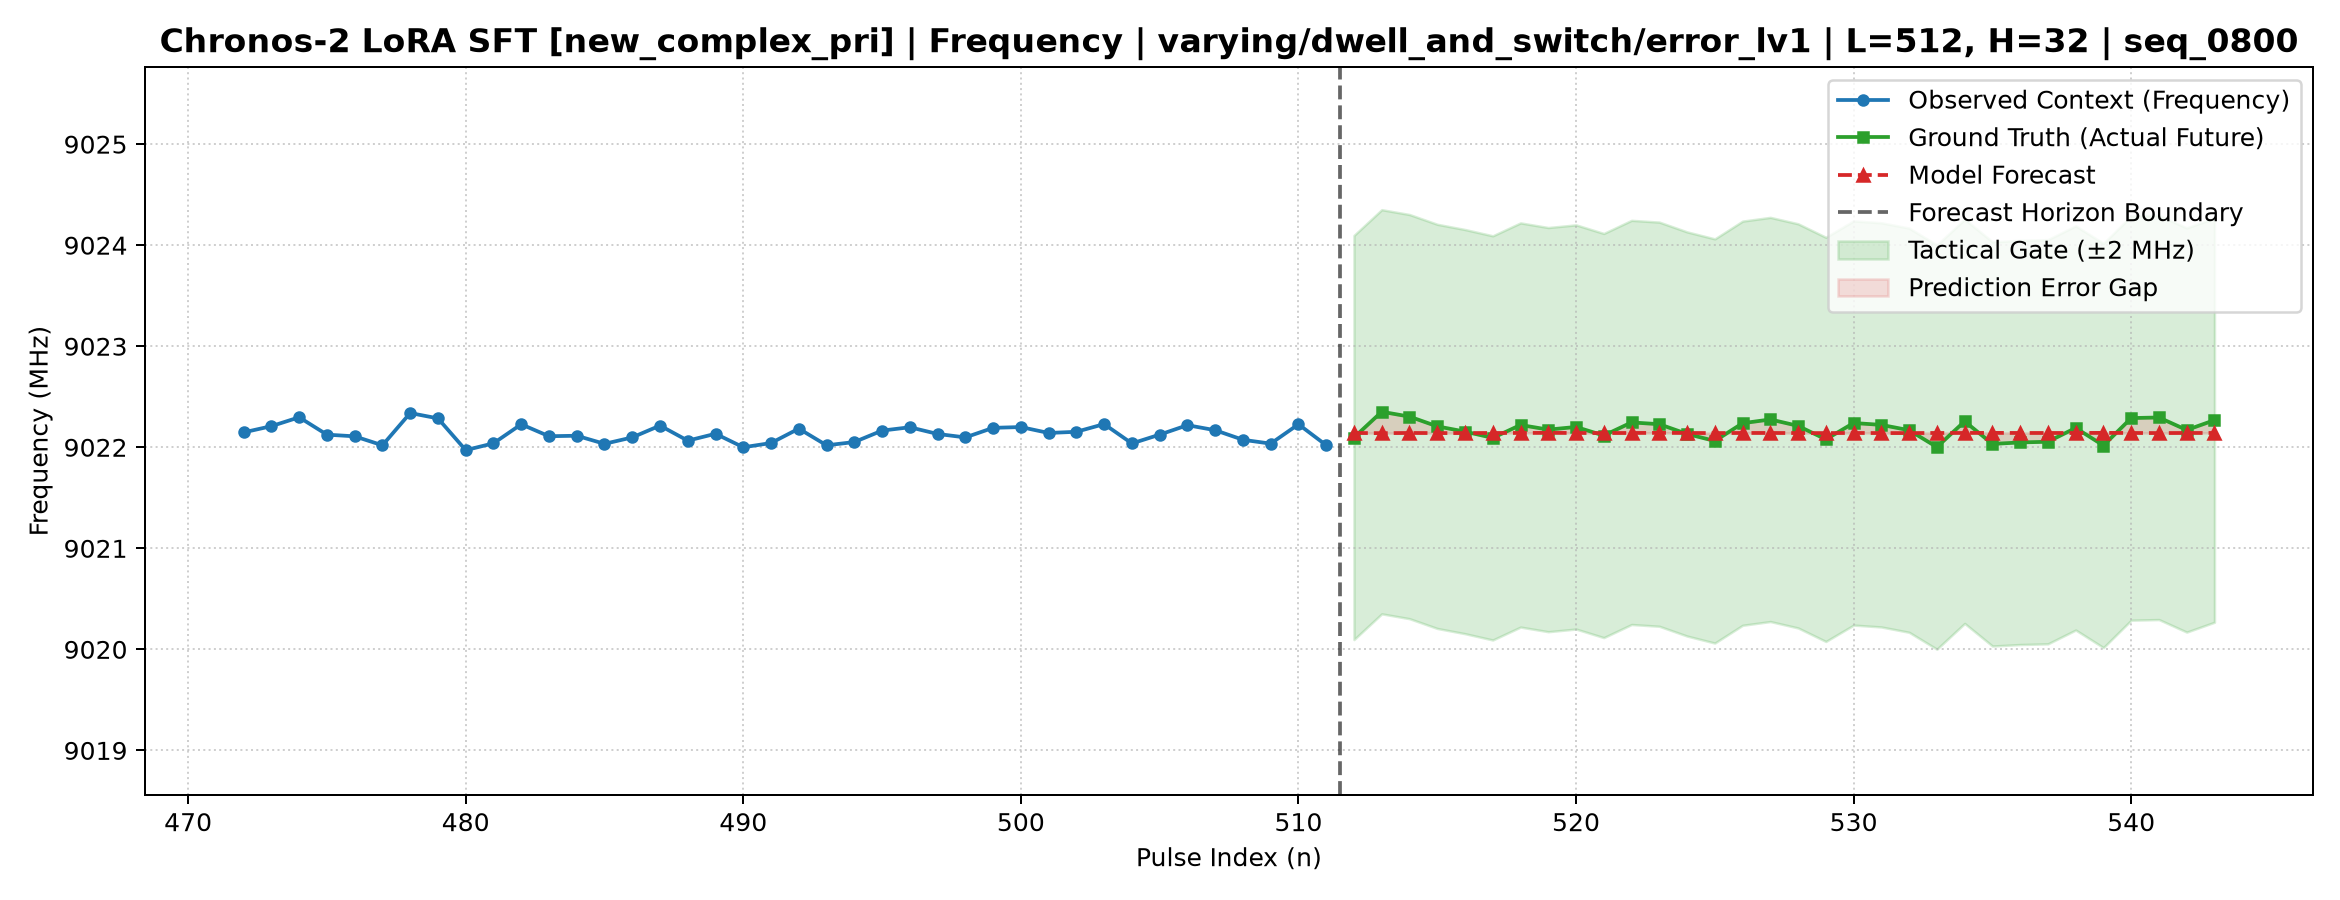 Chronos-2 LoRA SFT [new_complex_pri] | Frequency | varying/dwell_and_switch/error_lv1 | L=512, H=32 | seq_0800
Observed Context (Frequency)
Ground Truth (Actual Future)
Model Forecast
Forecast Horizon Boundary
Tactical Gate (±2 MHz)
Prediction Error Gap
Frequency (MHz)
9025
9024
9023
9022
9021
9020
9019
470 480 490 500 510 520 530 540
Pulse Index (n)